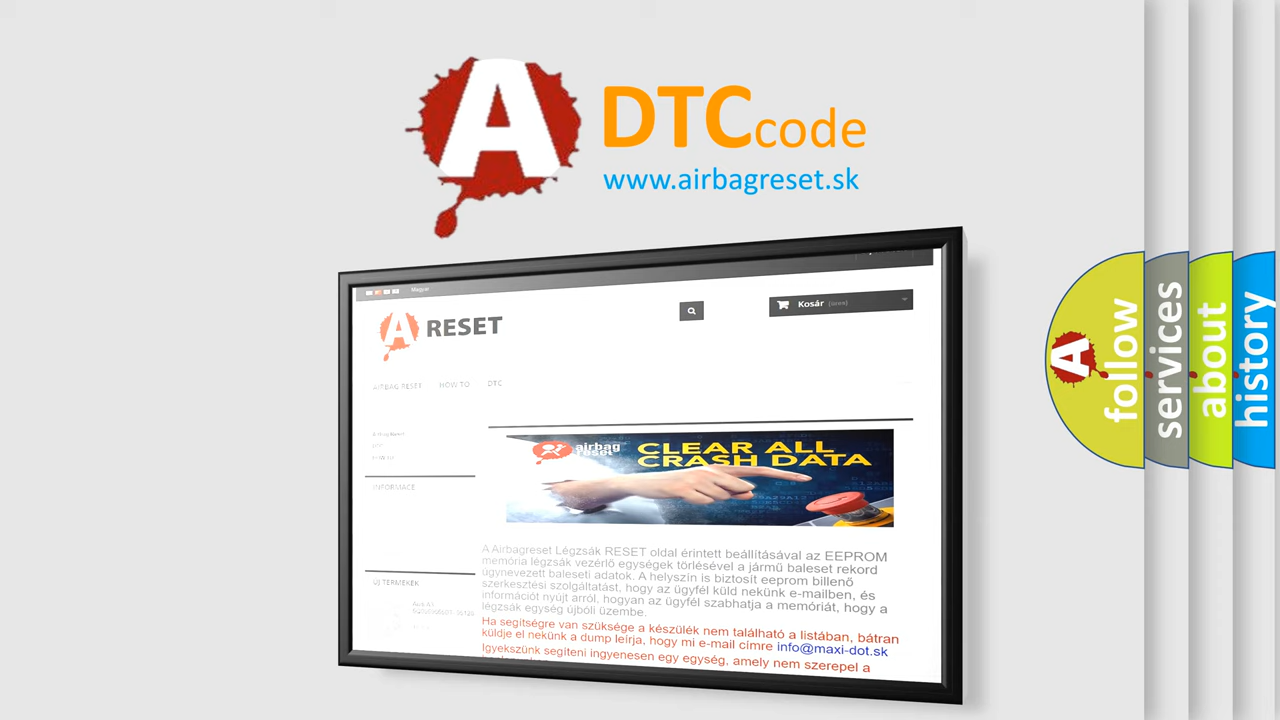 A DTC code
www.airbagreset.sk
Magyar
A RESET
Kosár
AIRBAG RESET HOW TO DTC
INFORMACE
airbag
reset
CLEAR ALL
CRASH DATA
A Airbagreset Légzsák RESET oldal érintett beállításával az EEPROM
memória légzsák vezérlő egységek törlésével a jármű baleset rekord
úgynevezett baleseti adatok. A helyszín is biztosít eeprom billenő
szerkesztési szolgáltatást, hogy az ügyfél küld nekünk e-mailben, és
információt nyújt arról, hogyan az ügyfél szabhatja a memóriát, hogy a
légzsák egység újbóli üzembe.
Ha segítségre van szüksége a készülék nem található a listában, bátran
küldje el nekünk a dump leírja, hogy mi e-mail címre info@maxi-dot.sk
Igyekszünk segíteni ingyenesen egy egység, amely nem szerepel a
ÚJ TERMÉKEK
A
follow
services
about
history